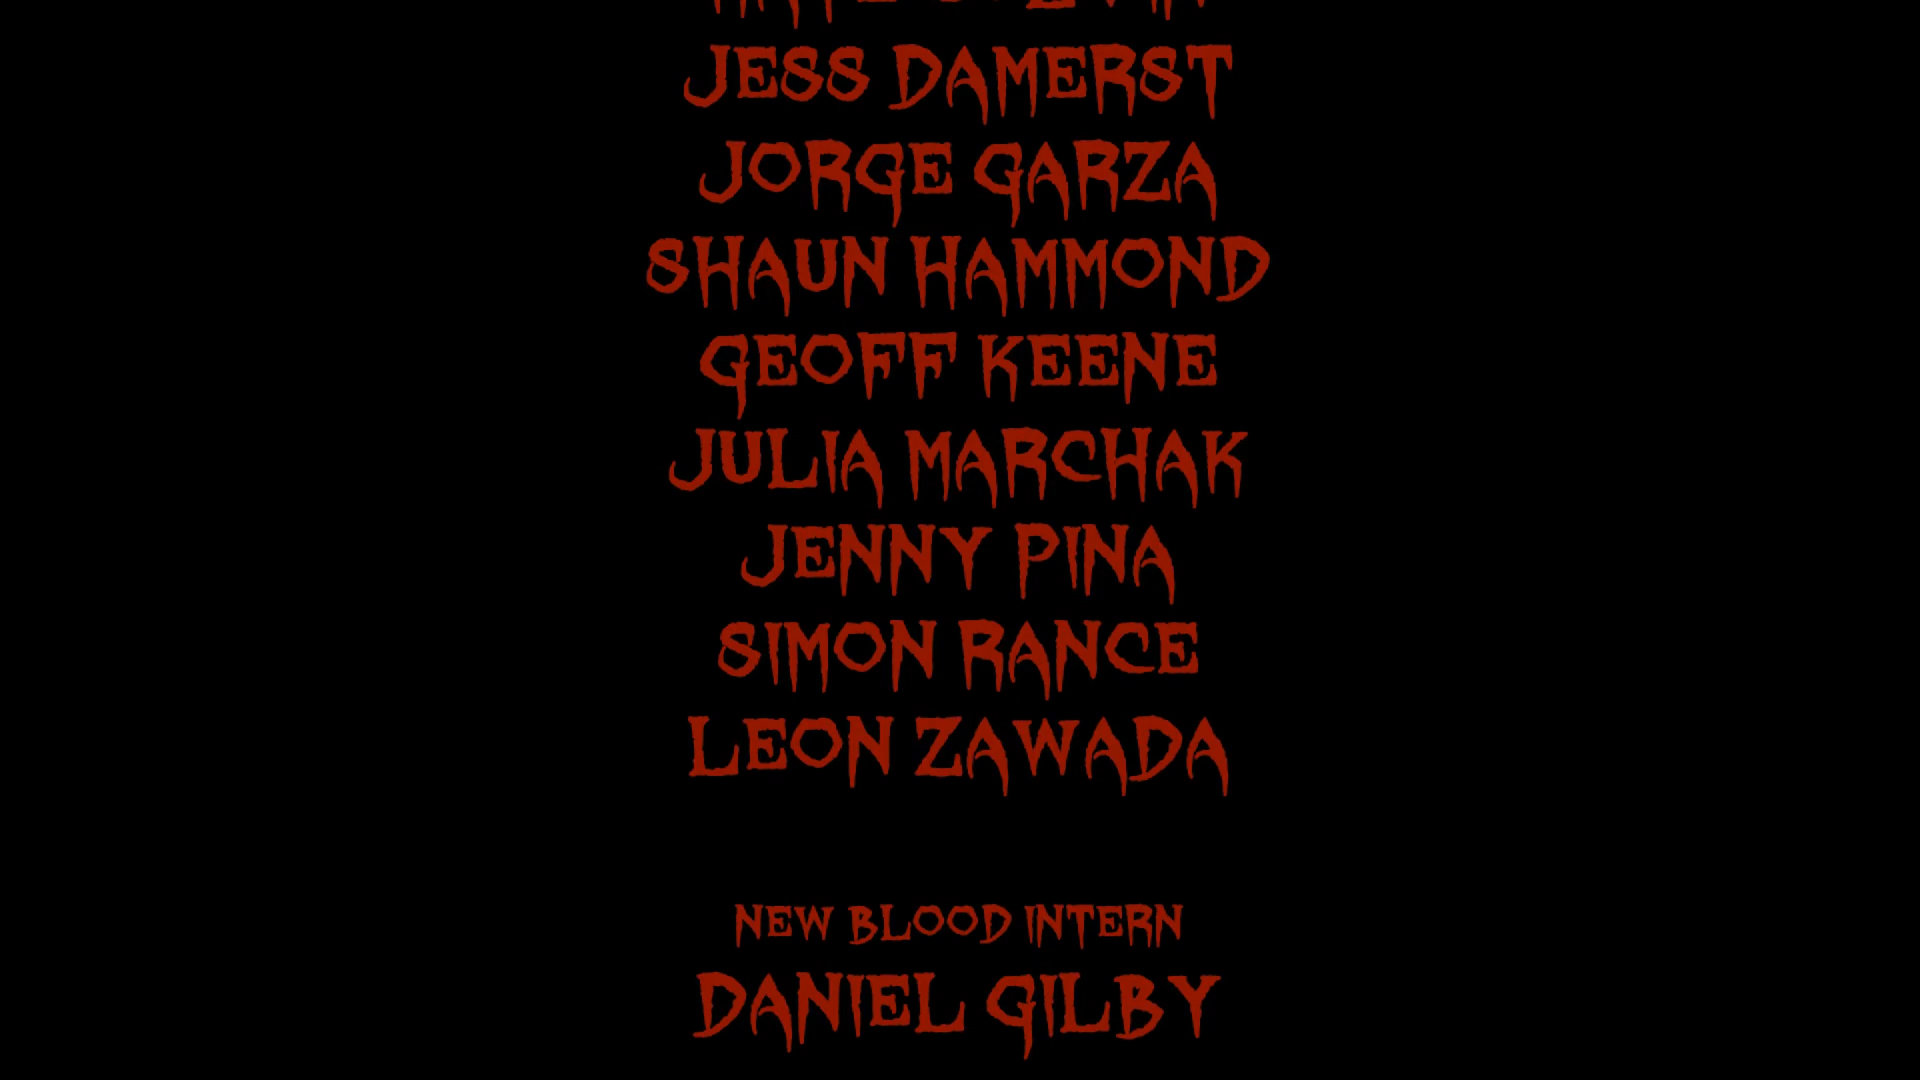 JESS DAMERST
JORGE GARZA
SHAUN HAMMOND
GEOFF KEENE
JULIA MARCHAK
JENNY PINA
SIMON RANCE
LEON ZAWADA
NEW BLOOD INTERN
DANIEL GILBY